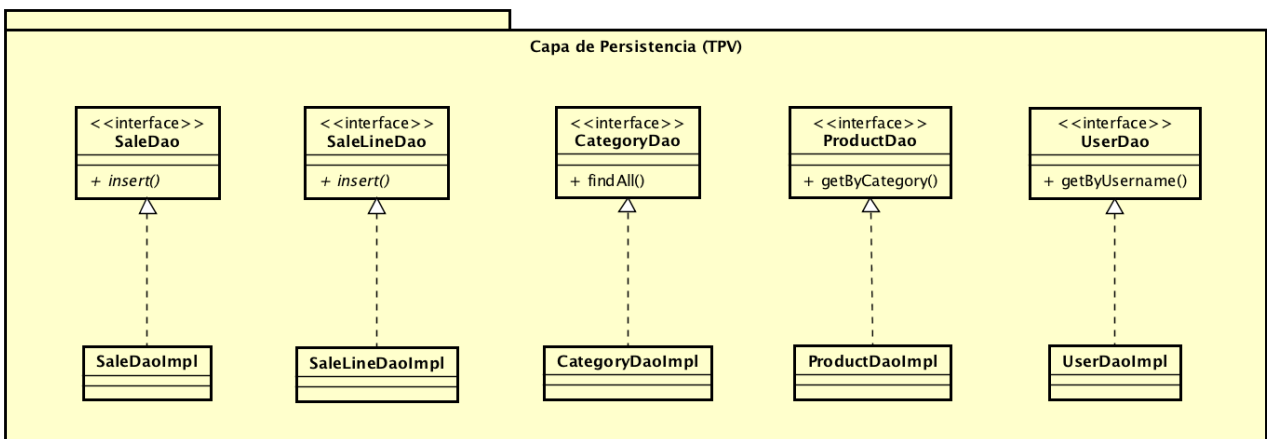 Capa de Persistencia (TPV)
<<interface>>
SaleDao
+ insert()
<<interface>>
SaleLineDao
+ insert()
<<interface>>
CategoryDao
+ findAll()
<<interface>>
ProductDao
+ getByCategory()
<<interface>>
UserDao
+ getByUsername()
SaleDaoImpl
SaleLineDaoImpl
CategoryDaoImpl
ProductDaoImpl
UserDaoImpl